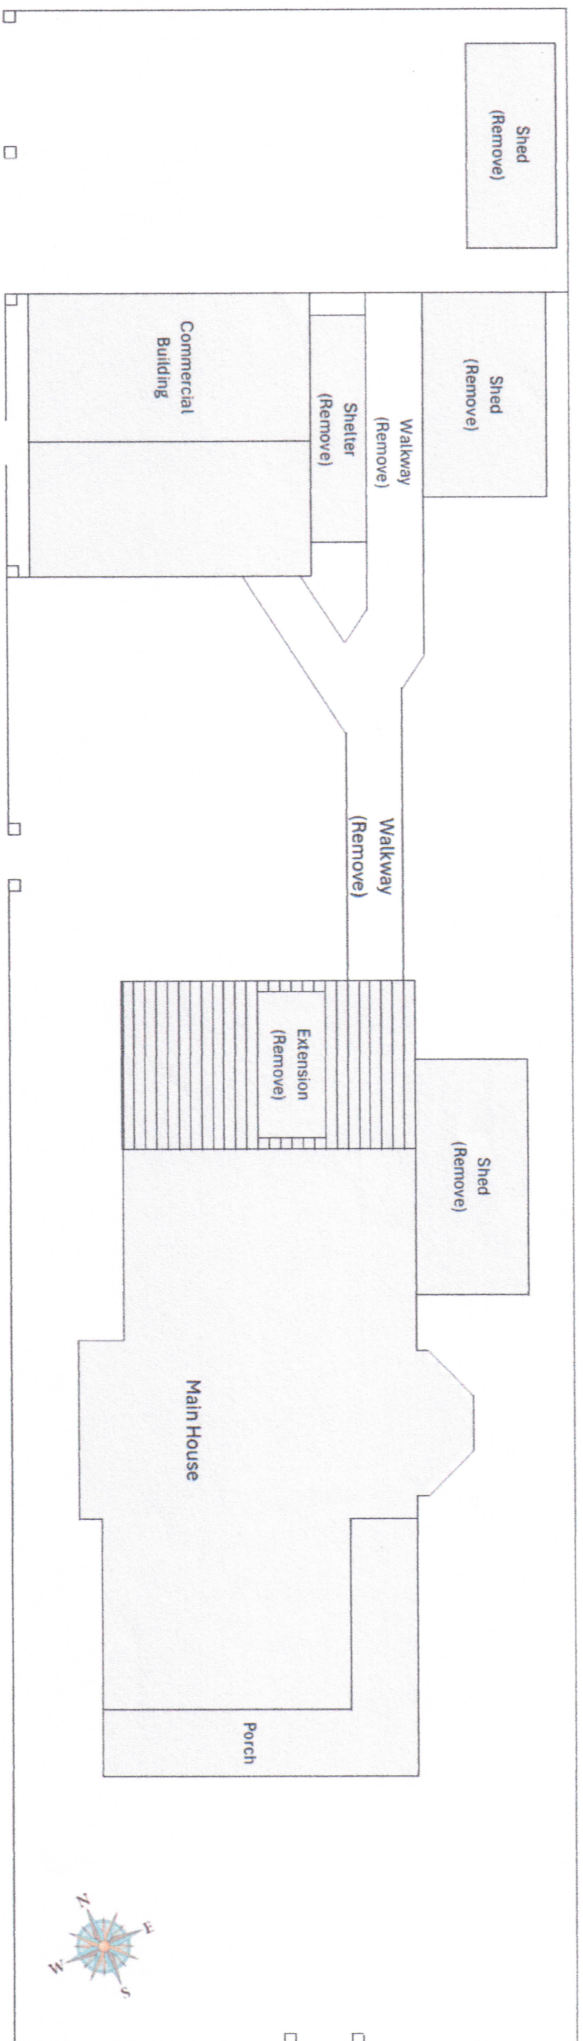 Shed
(Remove)
Shed
(Remove)
Walkway
(Remove)
Shelter
(Remove)
Commercial
Building
Walkway
(Remove)
Extension
(Remove)
Shed
(Remove)
Main House
Porch
N
E
S
W